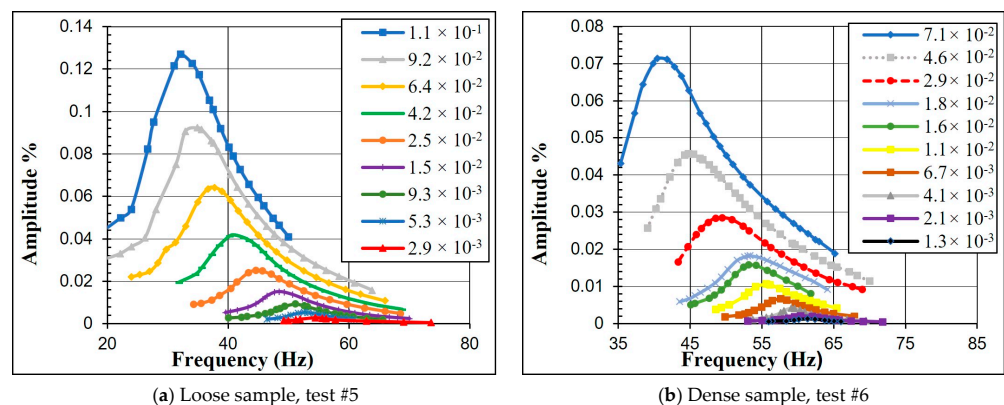 0.14
0.12
0.1
0.08
0.06
0.04
0.02
0
Amplitude %
20
40
60
80
Frequency (Hz)
1.1 × 10⁻¹
9.2 × 10⁻²
6.4 × 10⁻²
4.2 × 10⁻²
2.5 × 10⁻²
1.5 × 10⁻²
9.3 × 10⁻³
5.3 × 10⁻³
2.9 × 10⁻³
(a) Loose sample, test #5
0.08
0.07
0.06
0.05
0.04
0.03
0.02
0.01
0
Amplitude %
35
45
55
65
75
85
Frequency (Hz)
7.1 × 10⁻²
4.6 × 10⁻²
2.9 × 10⁻²
1.8 × 10⁻²
1.6 × 10⁻²
1.1 × 10⁻²
6.7 × 10⁻³
4.1 × 10⁻³
2.1 × 10⁻³
1.3 × 10⁻³
(b) Dense sample, test #6